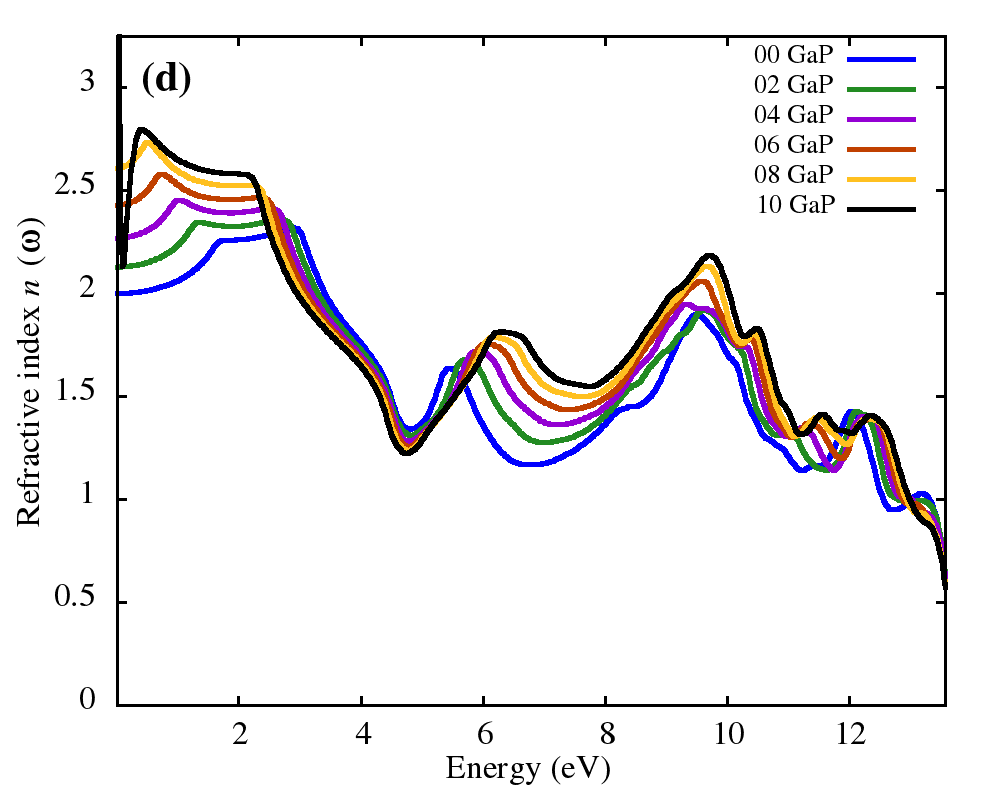 (d)
00 GaP
02 GaP
04 GaP
06 GaP
08 GaP
10 GaP
3
2.5
2
1.5
1
0.5
0
Refractive index n (ω)
2 4 6 8 10 12
Energy (eV)